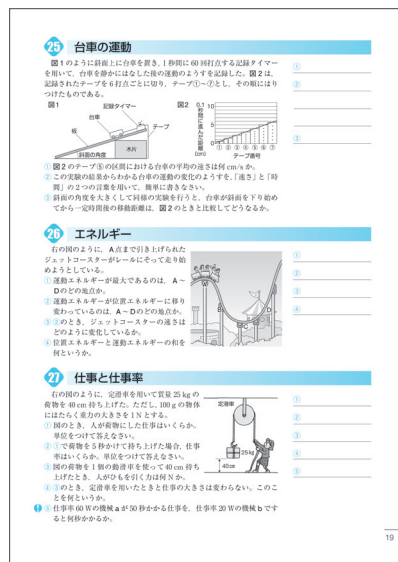 25 台車の運動
図1のように斜面上に台車を置き，1秒間に60回打点する記録タイマー
を用いて，台車を静かにはなした後の運動のようすを記録した。図2は，
記録されたテープを6打点ごとに切り，テープ①〜⑦とし，その順にはり
つけたものである。
図1
記録タイマー
台車
テープ
板
木片
斜面の角度
図2
0.1秒間に進んだ距離
(cm)
10
5
0
① ② ③ ④ ⑤ ⑥ ⑦
テープ番号
① 図2のテープ⑤の区間における台車の平均の速さは何cm/sか。
② この実験の結果からわかる台車の運動の変化のようすを，「速さ」と「時
間」の2つの言葉を用いて，簡単に書きなさい。
③ 斜面の角度を大きくして同様の実験を行うと，台車が斜面を下り始め
てから一定時間後の移動距離は，図2のときと比較してどうなるか。
①
②
③
26 エネルギー
右の図のように，A点まで引き上げられた
ジェットコースターがレールにそって走り始
めようとしている。
① 運動エネルギーが最大であるのは，A〜
Dのどの地点か。
② 運動エネルギーが位置エネルギーに移り
変わっているのは，A〜Dのどの地点か。
③ ②のとき，ジェットコースターの速さは
どのように変化しているか。
④ 位置エネルギーと運動エネルギーの和を
何というか。
A
B
C
D
①
②
③
④
27 仕事と仕事率
右の図のように，定滑車を用いて質量25kgの
荷物を40cm持ち上げた。ただし，100gの物体
にはたらく重力の大きさを1Nとする。
① 図のとき，人が荷物にした仕事はいくらか。
単位をつけて答えなさい。
② ①で荷物を5秒かけて持ち上げた場合，仕事
率はいくらか。単位をつけて答えなさい。
③ 図の荷物を1個の動滑車を使って40cm持ち
上げたとき，人がひもを引く力は何Nか。
④ ③のとき，定滑車を用いたときと仕事の大きさは変わらない。このこ
とを何というか。
! ⑤ 仕事率60Wの機械aが50秒かかる仕事を，仕事率20Wの機械bです
ると何秒かかるか。
定滑車
25kg
40cm
①
②
③
④
⑤
19